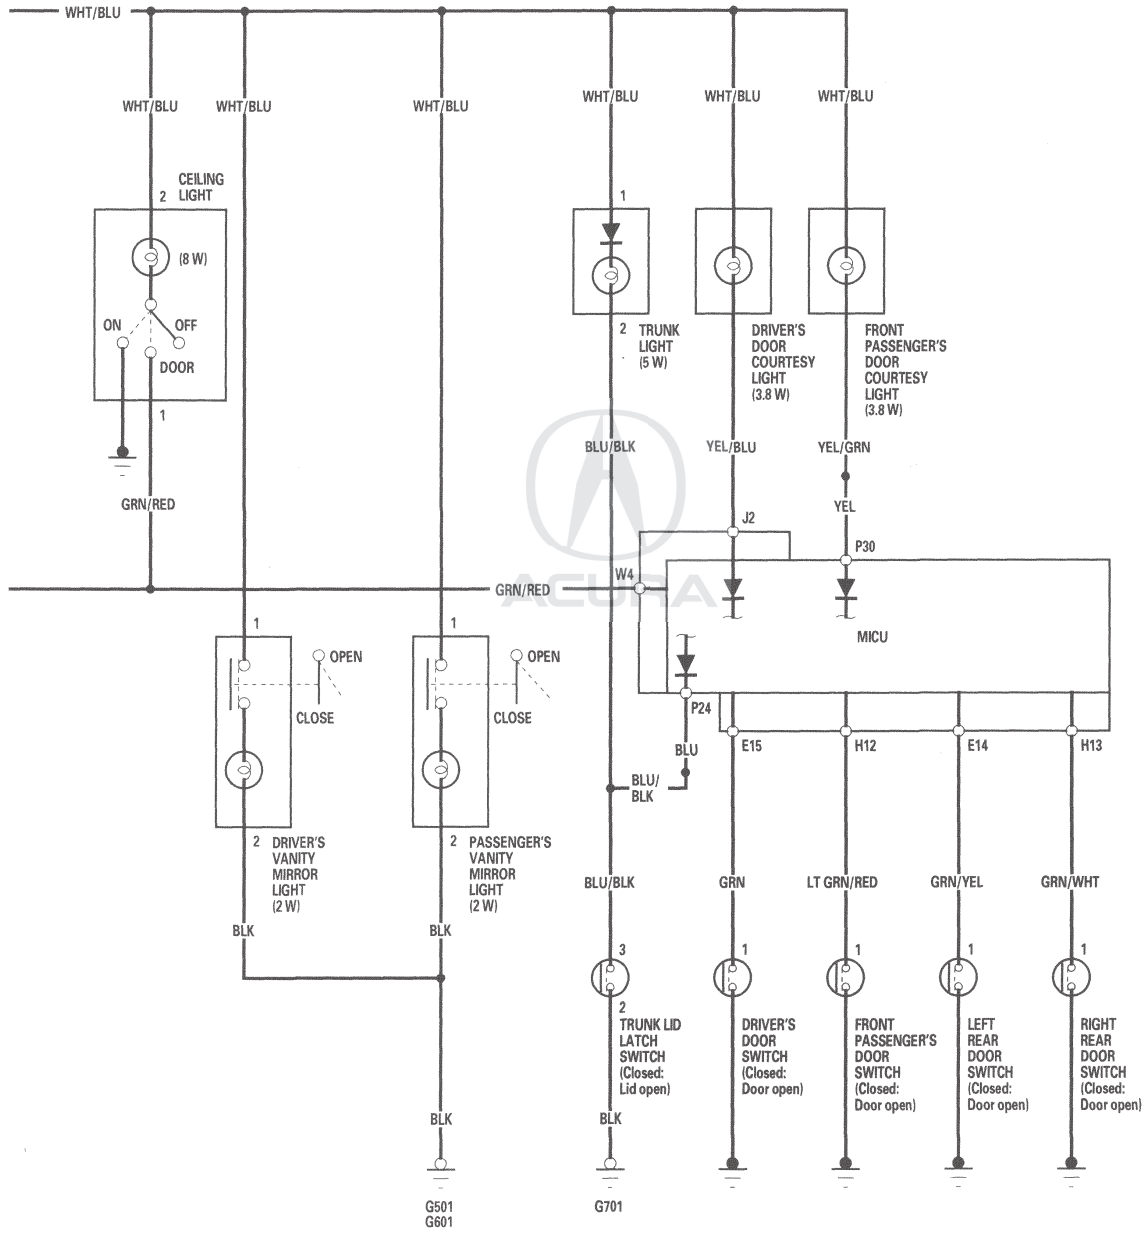 WHT/BLU
WHT/BLU
WHT/BLU
WHT/BLU
WHT/BLU
WHT/BLU
WHT/BLU
2
CEILING
LIGHT
(8 W)
ON
OFF
DOOR
1
GRN/RED
1
2
TRUNK
LIGHT
(5 W)
DRIVER'S
DOOR
COURTESY
LIGHT
(3.8 W)
FRONT
PASSENGER'S
DOOR
COURTESY
LIGHT
(3.8 W)
BLU/BLK
YEL/BLU
YEL/GRN
YEL
J2
P30
W4
GRN/RED
ACURA
MICU
P24
BLU
BLU/
BLK
E15
H12
E14
H13
1
OPEN
CLOSE
2
DRIVER'S
VANITY
MIRROR
LIGHT
(2 W)
1
OPEN
CLOSE
2
PASSENGER'S
VANITY
MIRROR
LIGHT
(2 W)
BLK
BLK
BLK
G501
G601
BLU/BLK
GRN
LT GRN/RED
GRN/YEL
GRN/WHT
3
2
TRUNK LID
LATCH
SWITCH
(Closed:
Lid open)
BLK
G701
1
DRIVER'S
DOOR
SWITCH
(Closed:
Door open)
1
FRONT
PASSENGER'S
DOOR
SWITCH
(Closed:
Door open)
1
LEFT
REAR
DOOR
SWITCH
(Closed:
Door open)
1
RIGHT
REAR
DOOR
SWITCH
(Closed:
Door open)